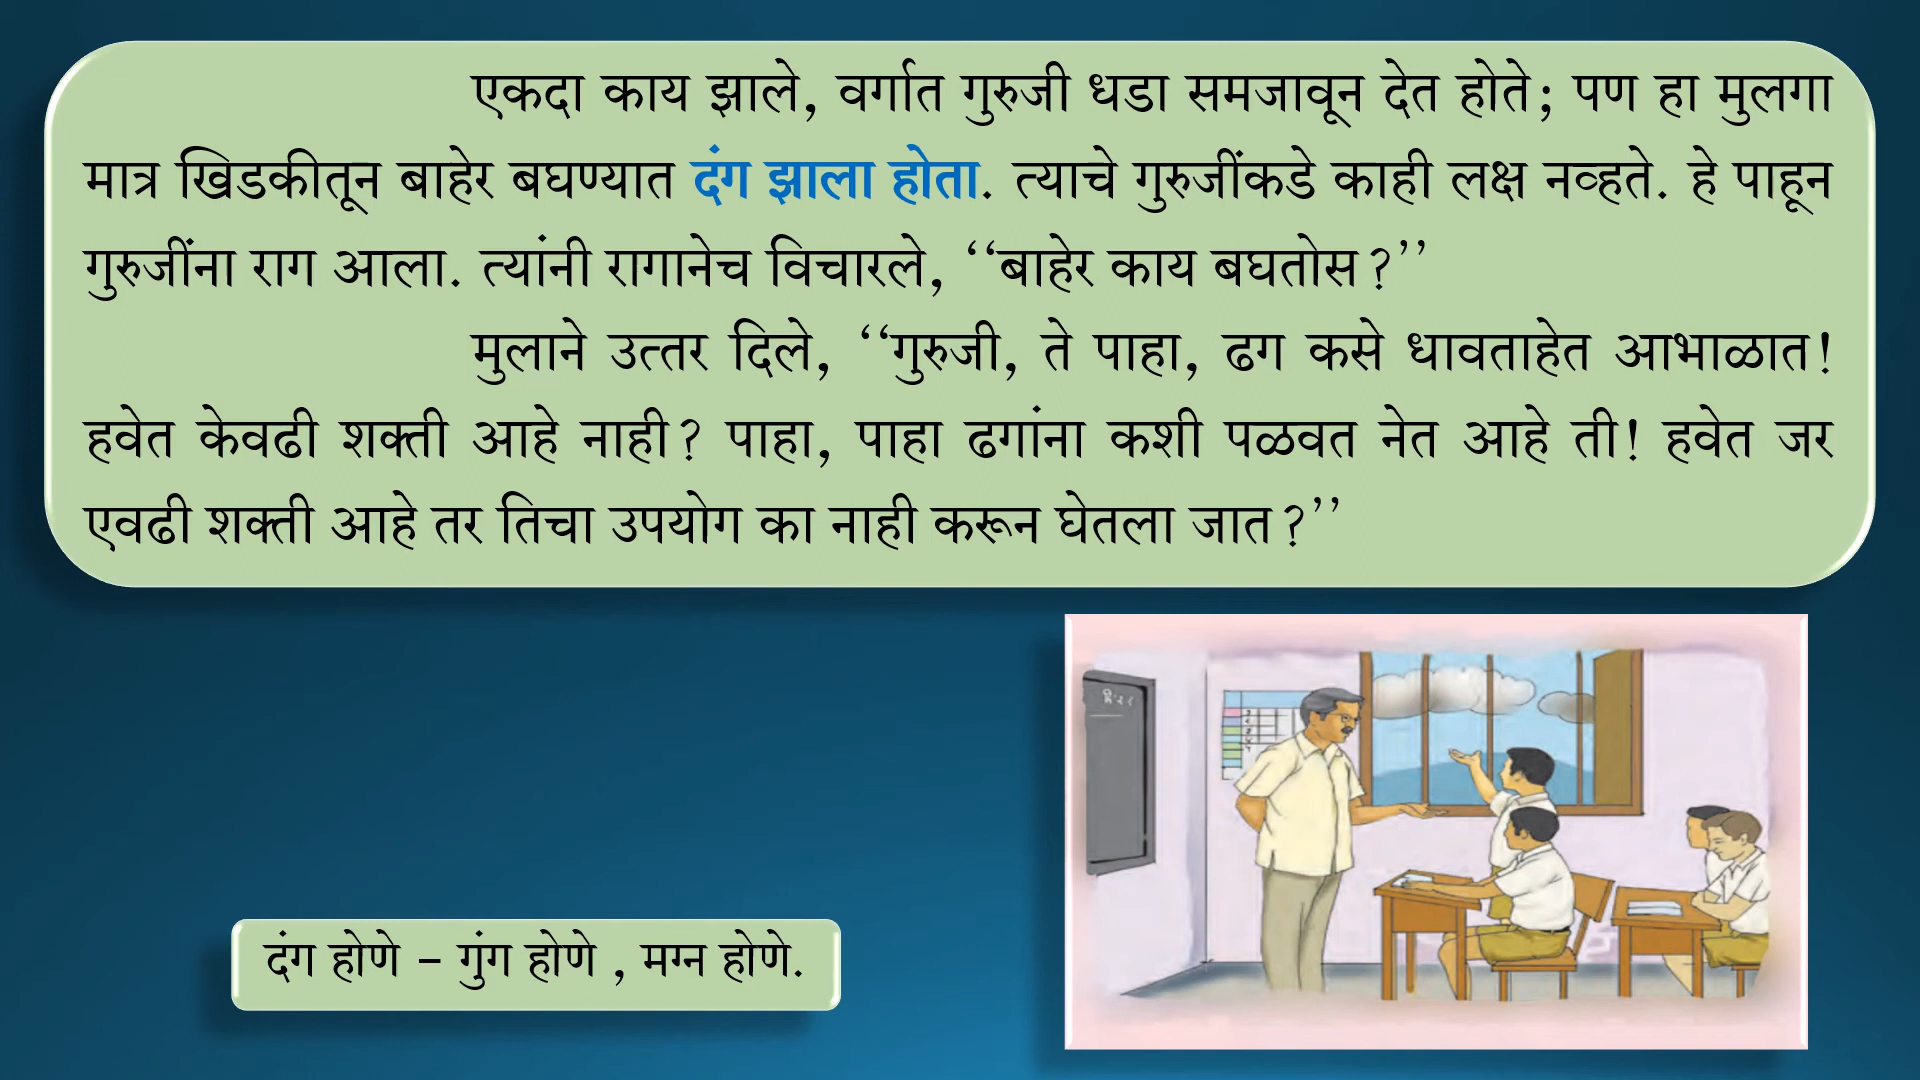 एकदा काय झाले, वर्गात गुरुजी धडा समजावून देत होते; पण हा मुलगा
मात्र खिडकीतून बाहेर बघण्यात दंग झाला होता. त्याचे गुरुजींकडे काही लक्ष नव्हते. हे पाहून
गुरुजींना राग आला. त्यांनी रागानेच विचारले, ‘‘बाहेर काय बघतोस?’’
मुलाने उत्तर दिले, ‘‘गुरुजी, ते पाहा, ढग कसे धावताहेत आभाळात!
हवेत केवढी शक्ती आहे नाही? पाहा, पाहा ढगांना कशी पळवत नेत आहे ती! हवेत जर
एवढी शक्ती आहे तर तिचा उपयोग का नाही करून घेतला जात?’’
दंग होणे – गुंग होणे , मग्न होणे.